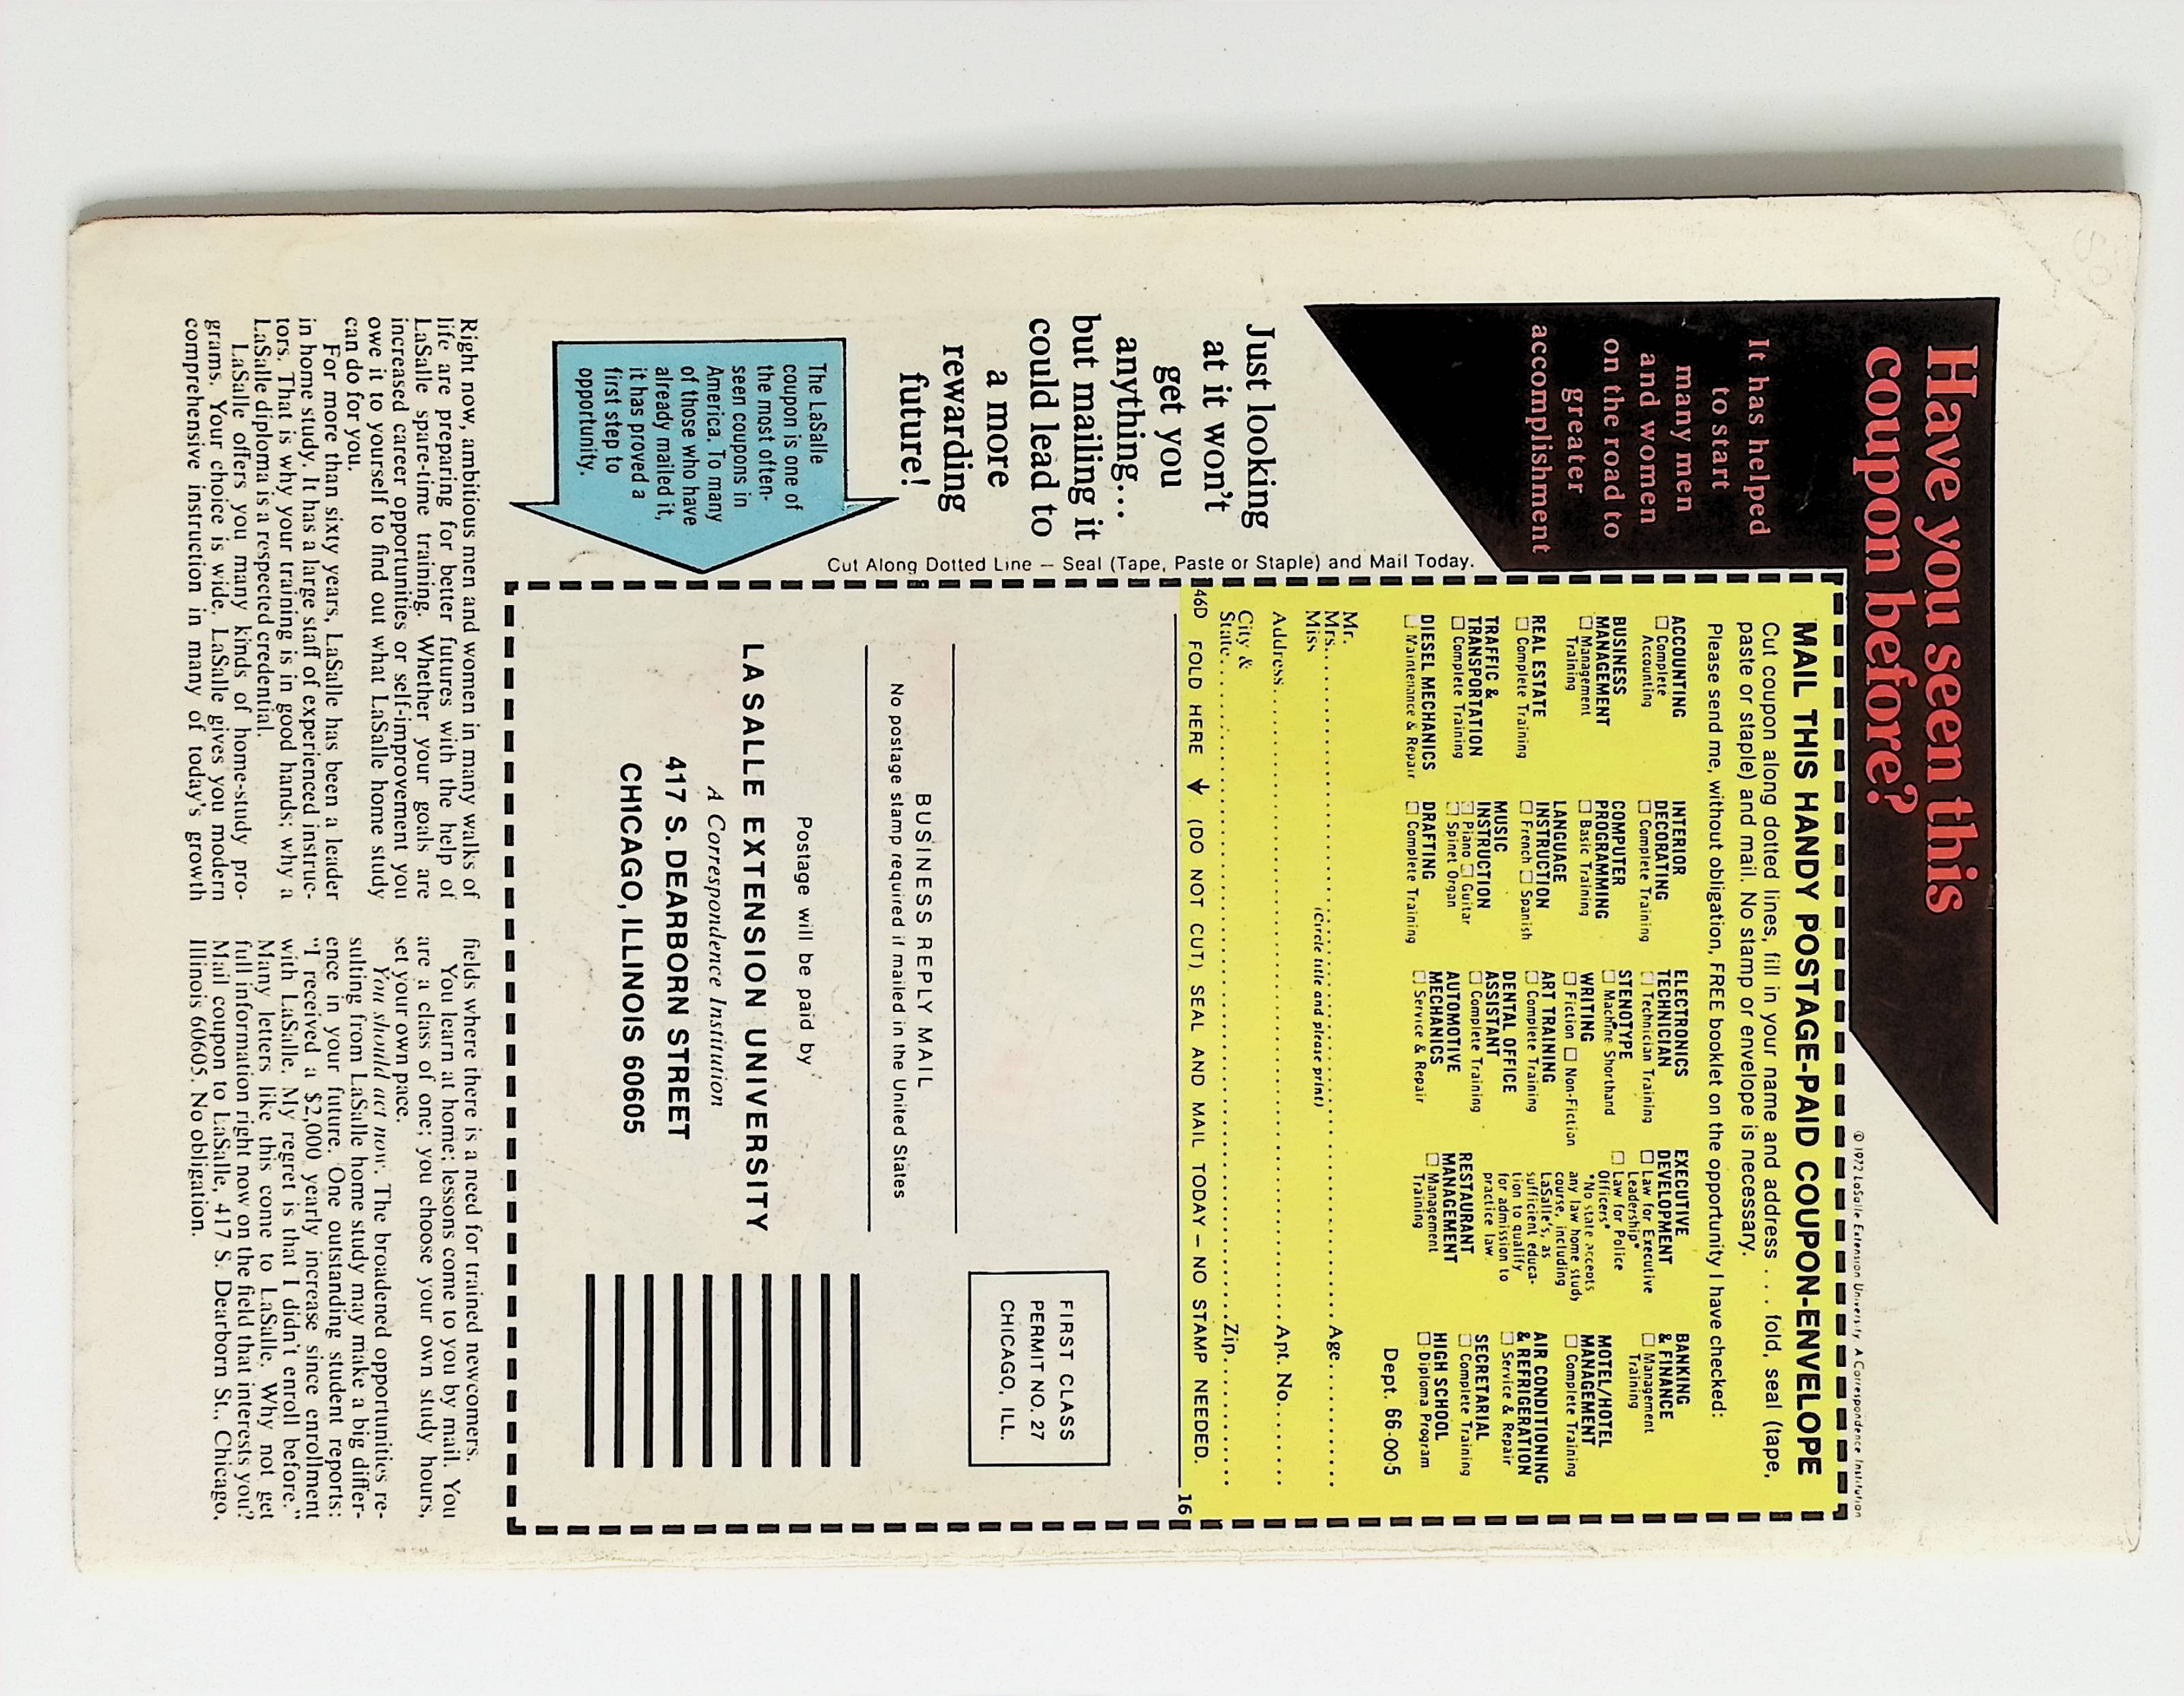 Have you seen this
coupon before?
It has helped
to start
many men
and women
on the road to
greater
accomplishment
Just looking
at it won't
get you
anything...
but mailing it
could lead to
a more
rewarding
future!
The LaSalle
coupon is one of
the most often-
seen coupons in
America. To many
of those who have
already mailed it,
it has proved a
first step to
opportunity.
Cut Along Dotted Line – Seal (Tape, Paste or Staple) and Mail Today.
© 1972 LaSalle Extension University. A Correspondence Institution
MAIL THIS HANDY POSTAGE-PAID COUPON-ENVELOPE
Cut coupon along dotted lines, fill in your name and address . . . fold, seal (tape,
paste or staple) and mail. No stamp or envelope is necessary.
Please send me, without obligation, FREE booklet on the opportunity I have checked:
ACCOUNTING
□ Complete
Accounting
BUSINESS
MANAGEMENT
□ Management
Training
REAL ESTATE
□ Complete Training
TRAFFIC &
TRANSPORTATION
□ Complete Training
DIESEL MECHANICS
□ Maintenance & Repair
INTERIOR
DECORATING
□ Complete Training
COMPUTER
PROGRAMMING
□ Basic Training
LANGUAGE
INSTRUCTION
□ French □ Spanish
MUSIC
INSTRUCTION
□ Piano □ Guitar
□ Spinet Organ
DRAFTING
□ Complete Training
ELECTRONICS
TECHNICIAN
□ Technician Training
STENOTYPE
□ Machine Shorthand
WRITING
□ Fiction □ Non-Fiction
ART TRAINING
□ Complete Training
DENTAL OFFICE
ASSISTANT
□ Complete Training
AUTOMOTIVE
MECHANICS
□ Service & Repair
EXECUTIVE
DEVELOPMENT
□ Law for Executive
Leadership*
□ Law for Police
Officers*
*No state accepts
any law home study
course, including
LaSalle's, as
sufficient educa-
tion to qualify
for admission to
practice law.
RESTAURANT
MANAGEMENT
□ Management
Training
BANKING
& FINANCE
□ Management
Training
MOTEL/HOTEL
MANAGEMENT
□ Complete Training
AIR CONDITIONING
& REFRIGERATION
□ Service & Repair
SECRETARIAL
□ Complete Training
HIGH SCHOOL
□ Diploma Program
Dept. 66-005
Mr.
Mrs. Age
Miss (Circle title and please print)
Address Apt. No.
City &
State Zip
46D FOLD HERE (DO NOT CUT) SEAL AND MAIL TODAY – NO STAMP NEEDED.
16
FIRST CLASS
PERMIT NO. 27
CHICAGO, ILL.
BUSINESS REPLY MAIL
No postage stamp required if mailed in the United States
Postage will be paid by
LA SALLE EXTENSION UNIVERSITY
A Correspondence Institution
417 S. DEARBORN STREET
CHICAGO, ILLINOIS 60605
Right now, ambitious men and women in many walks of
life are preparing for better futures with the help of
LaSalle spare-time training. Whether your goals are
increased career opportunities or self-improvement you
owe it to yourself to find out what LaSalle home study
can do for you.
For more than sixty years, LaSalle has been a leader
in home study. It has a large staff of experienced instruc-
tors. That is why your training is in good hands; why a
LaSalle diploma is a respected credential.
LaSalle offers you many kinds of home-study pro-
grams. Your choice is wide. LaSalle gives you modern
comprehensive instruction in many of today's growth
fields where there is a need for trained newcomers.
You learn at home; lessons come to you by mail. You
are a class of one; you choose your own study hours,
set your own pace.
You should act now. The broadened opportunities re-
sulting from LaSalle home study may make a big differ-
ence in your future. One outstanding student reports:
"I received a $2,000 yearly increase since enrollment
with LaSalle. My regret is that I didn't enroll before."
Many letters like this come to LaSalle. Why not get
full information right now on the field that interests you?
Mail coupon to LaSalle, 417 S. Dearborn St., Chicago,
Illinois 60605. No obligation.